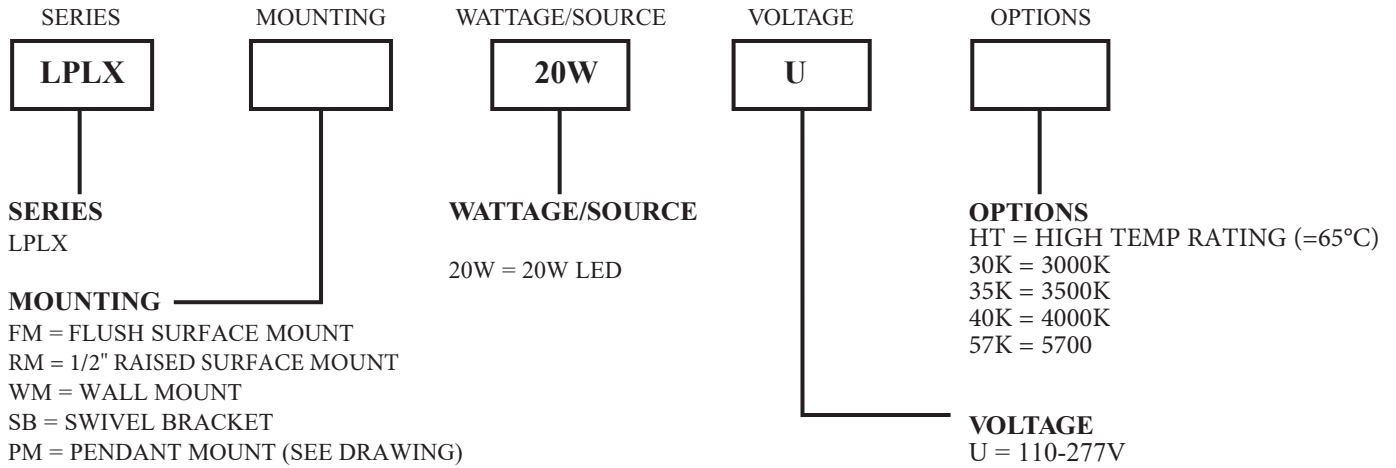 SERIES MOUNTING WATTAGE/SOURCE VOLTAGE OPTIONS
LPLX 20W U
SERIES
LPLX
MOUNTING
FM = FLUSH SURFACE MOUNT
RM = 1/2" RAISED SURFACE MOUNT
WM = WALL MOUNT
SB = SWIVEL BRACKET
PM = PENDANT MOUNT (SEE DRAWING)
WATTAGE/SOURCE
20W = 20W LED
OPTIONS
HT = HIGH TEMP RATING (=65°C)
30K = 3000K
35K = 3500K
40K = 4000K
57K = 5700
VOLTAGE
U = 110-277V